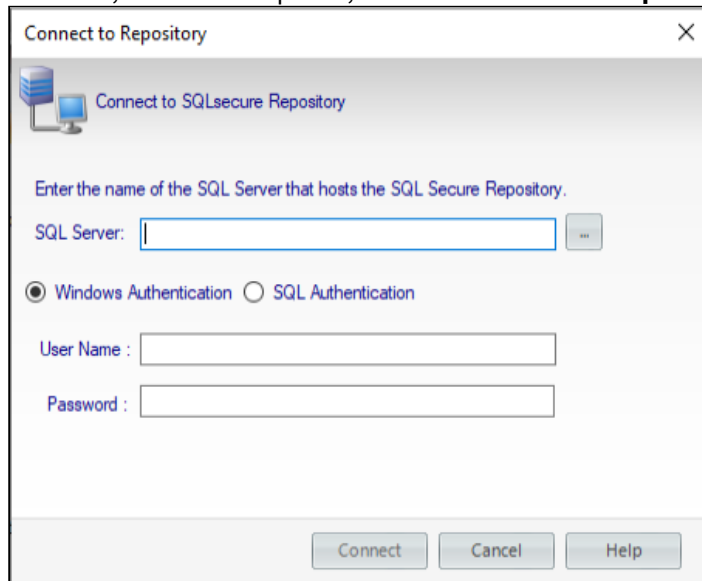 Connect to Repository
Connect to SQLsecure Repository
Enter the name of the SQL Server that hosts the SQL Secure Repository.
SQL Server:
...
Windows Authentication SQL Authentication
User Name :
Password :
Connect Cancel Help